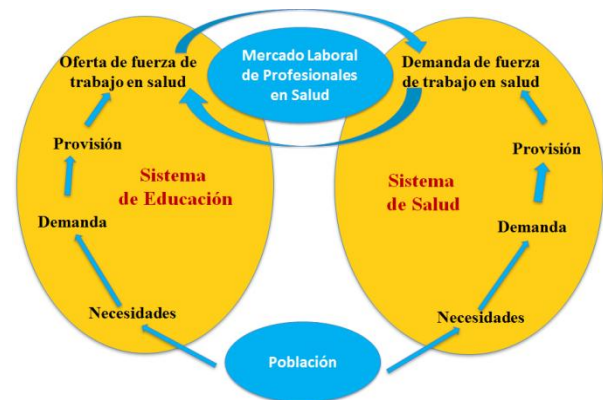 Oferta de fuerza de
trabajo en salud
Mercado Laboral
de Profesionales
en Salud
Demanda de fuerza
de trabajo en salud
Provisión
Sistema
de Educación
Demanda
Necesidades
Provisión
Sistema
de Salud
Demanda
Necesidades
Población